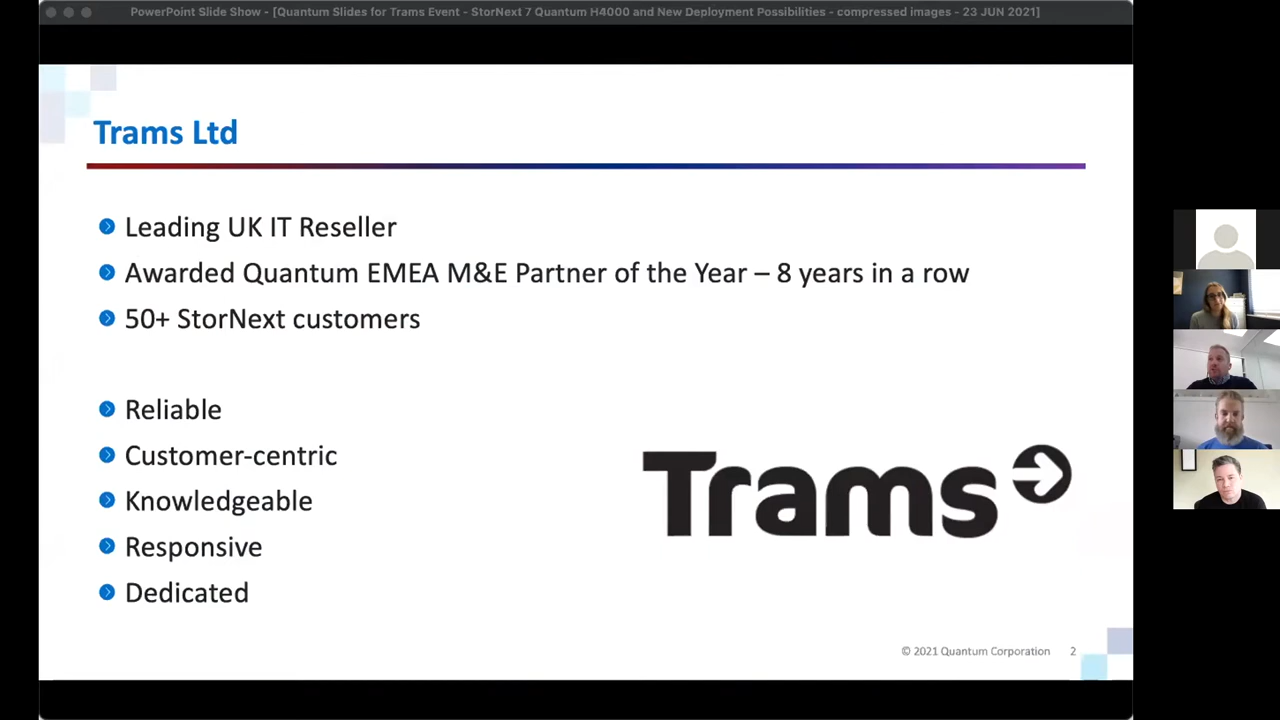 PowerPoint Slide Show - [Quantum Slides for Trams Event - StorNext 7 Quantum H4000 and New Deployment Possibilities - compressed images - 23 JUN 2021]
Trams Ltd
Leading UK IT Reseller
Awarded Quantum EMEA M&E Partner of the Year – 8 years in a row
50+ StorNext customers
Reliable
Customer-centric
Knowledgeable
Responsive
Dedicated
Trams
© 2021 Quantum Corporation 2